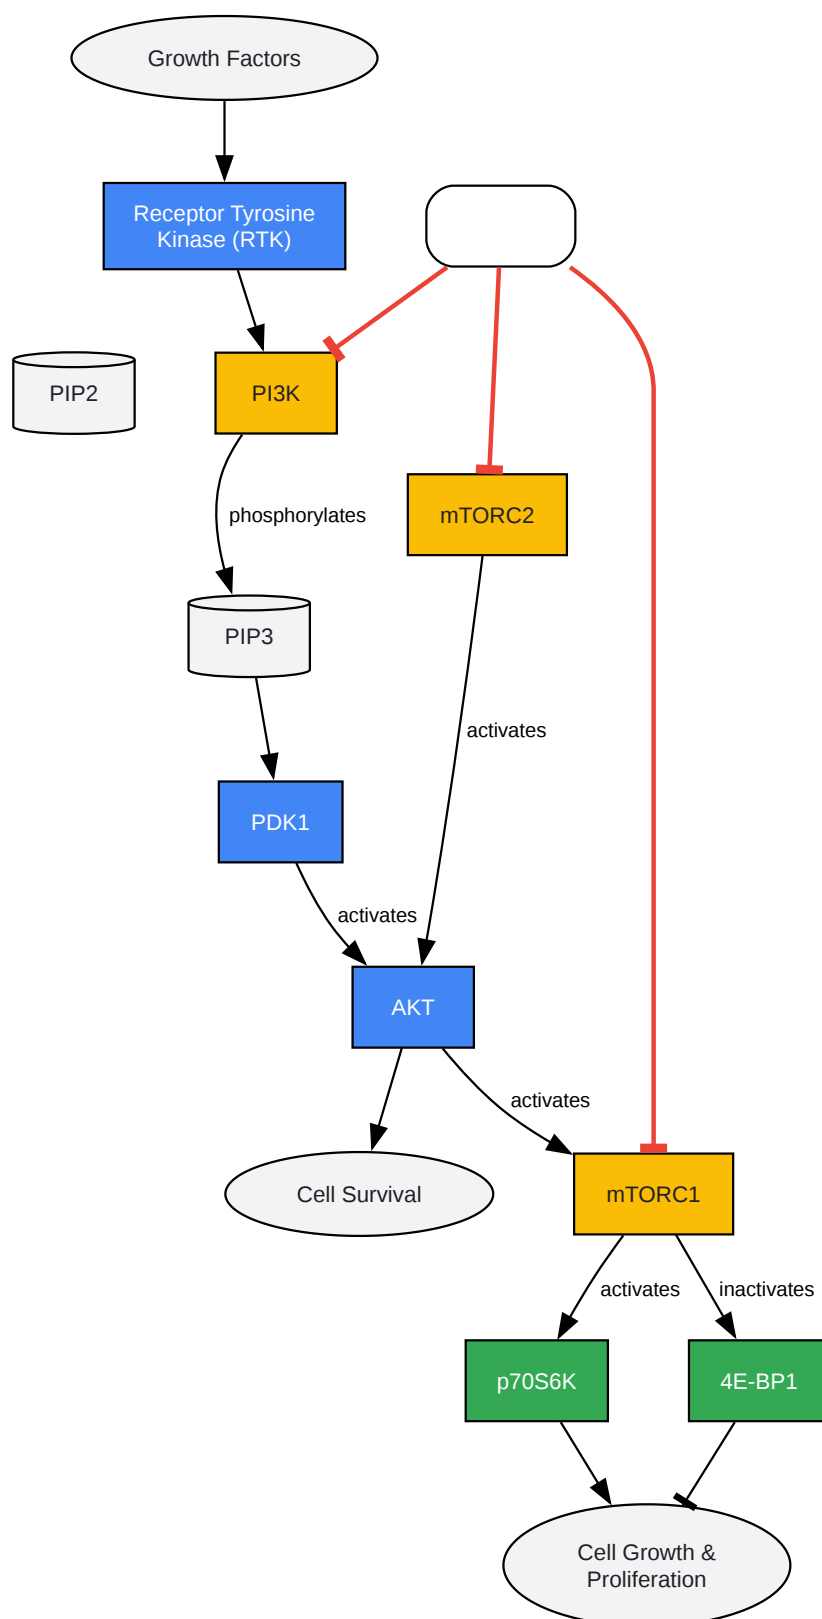 Growth Factors
Receptor Tyrosine
Kinase (RTK)
PIP2
PI3K
phosphorylates
mTORC2
PIP3
activates
PDK1
activates
AKT
activates
Cell Survival
mTORC1
activates
inactivates
p70S6K
4E-BP1
Cell Growth &
Proliferation